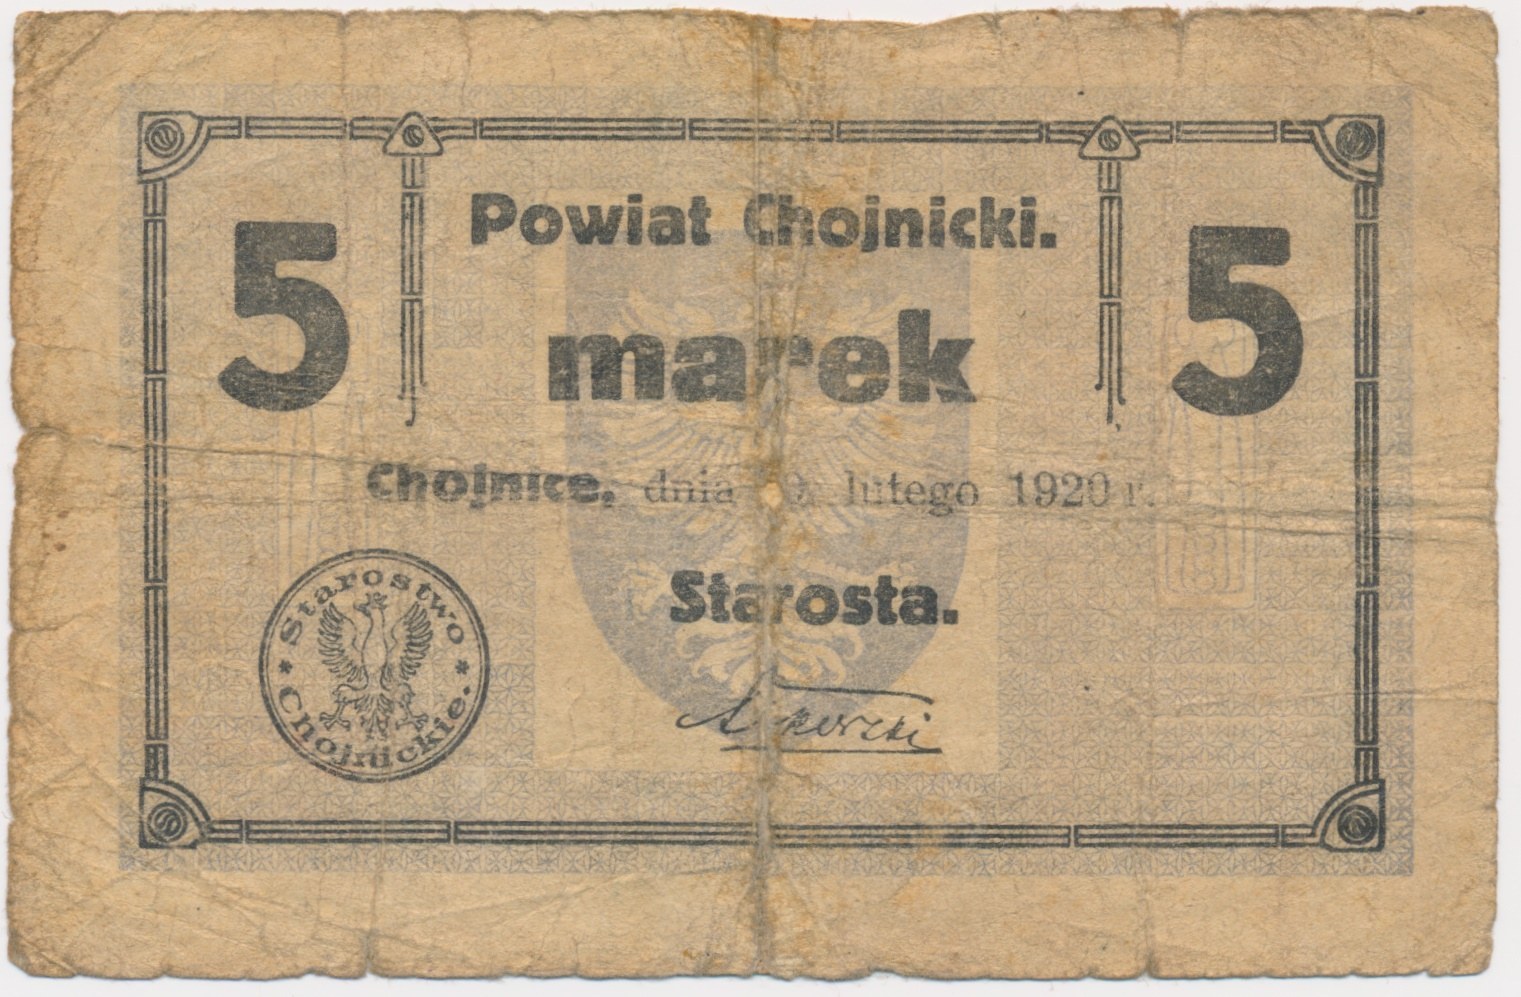 5 Powiat Chojnicki. 5
marek
Chojnice, dnia lutego 1920 r.
Starosta.
* Starostwo * Chojnickie.